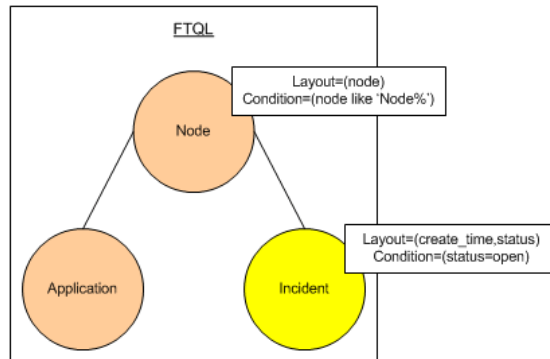 FTQL
Layout=(node)
Condition=(node like ‘Node%’)
Node
Layout=(create_time,status)
Condition=(status=open)
Application
Incident